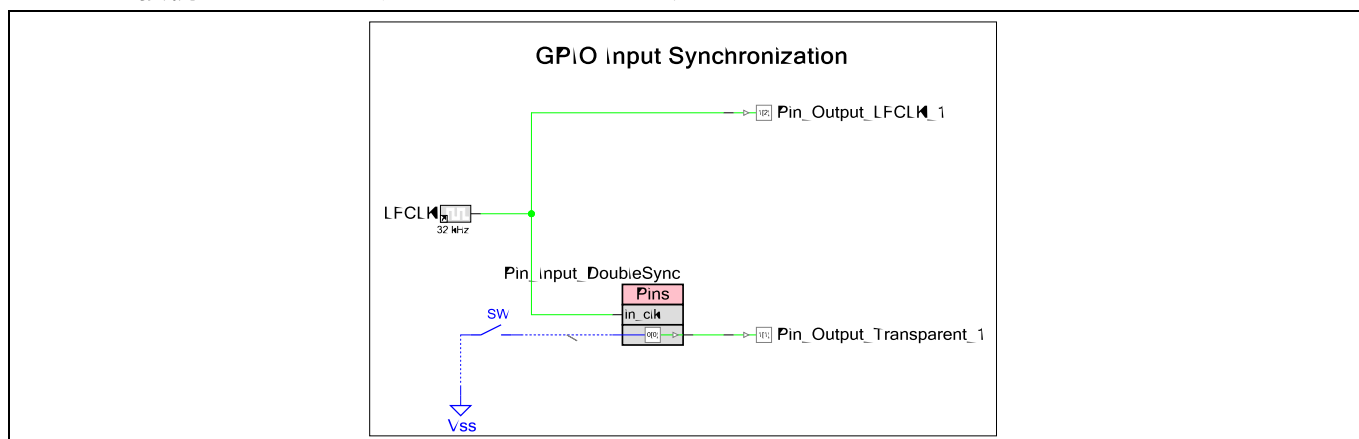 GPIO Input Synchronization
Pin_Output_LFCLK_1
LFCLK
32 kHz
Pin_Input_DoubleSync
Pins
in_clk
SW
Pin_Output_Transparent_1
Vss